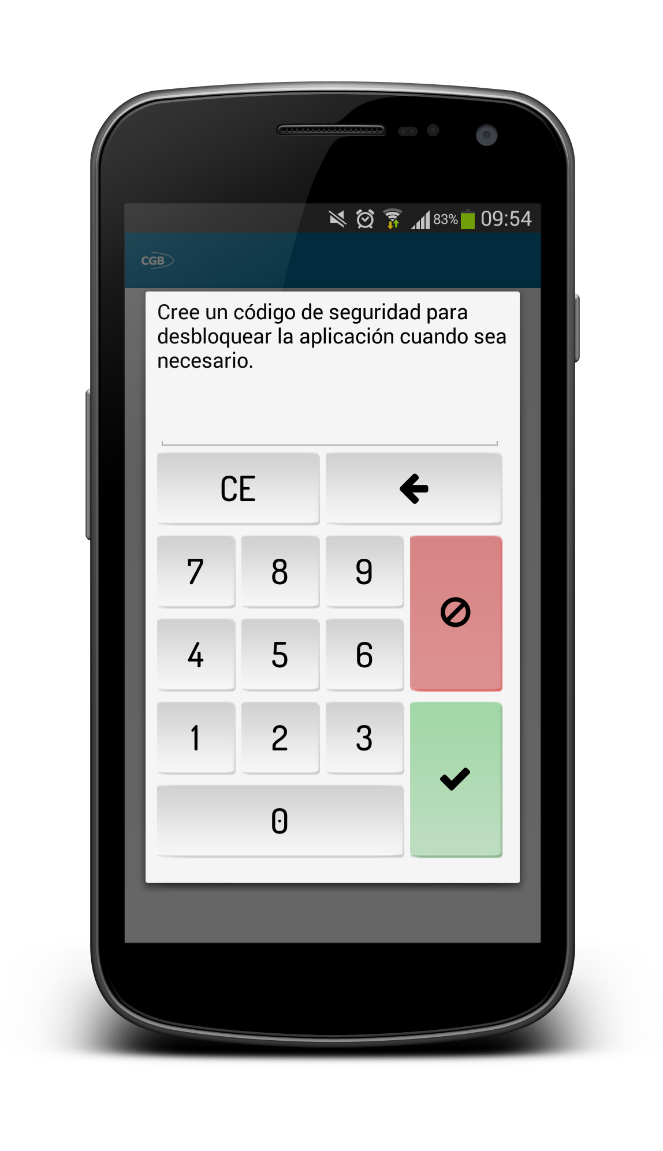 83% 09:54
CGB
Cree un código de seguridad para
desbloquear la aplicación cuando sea
necesario.
CE
7 8 9
4 5 6
1 2 3
0